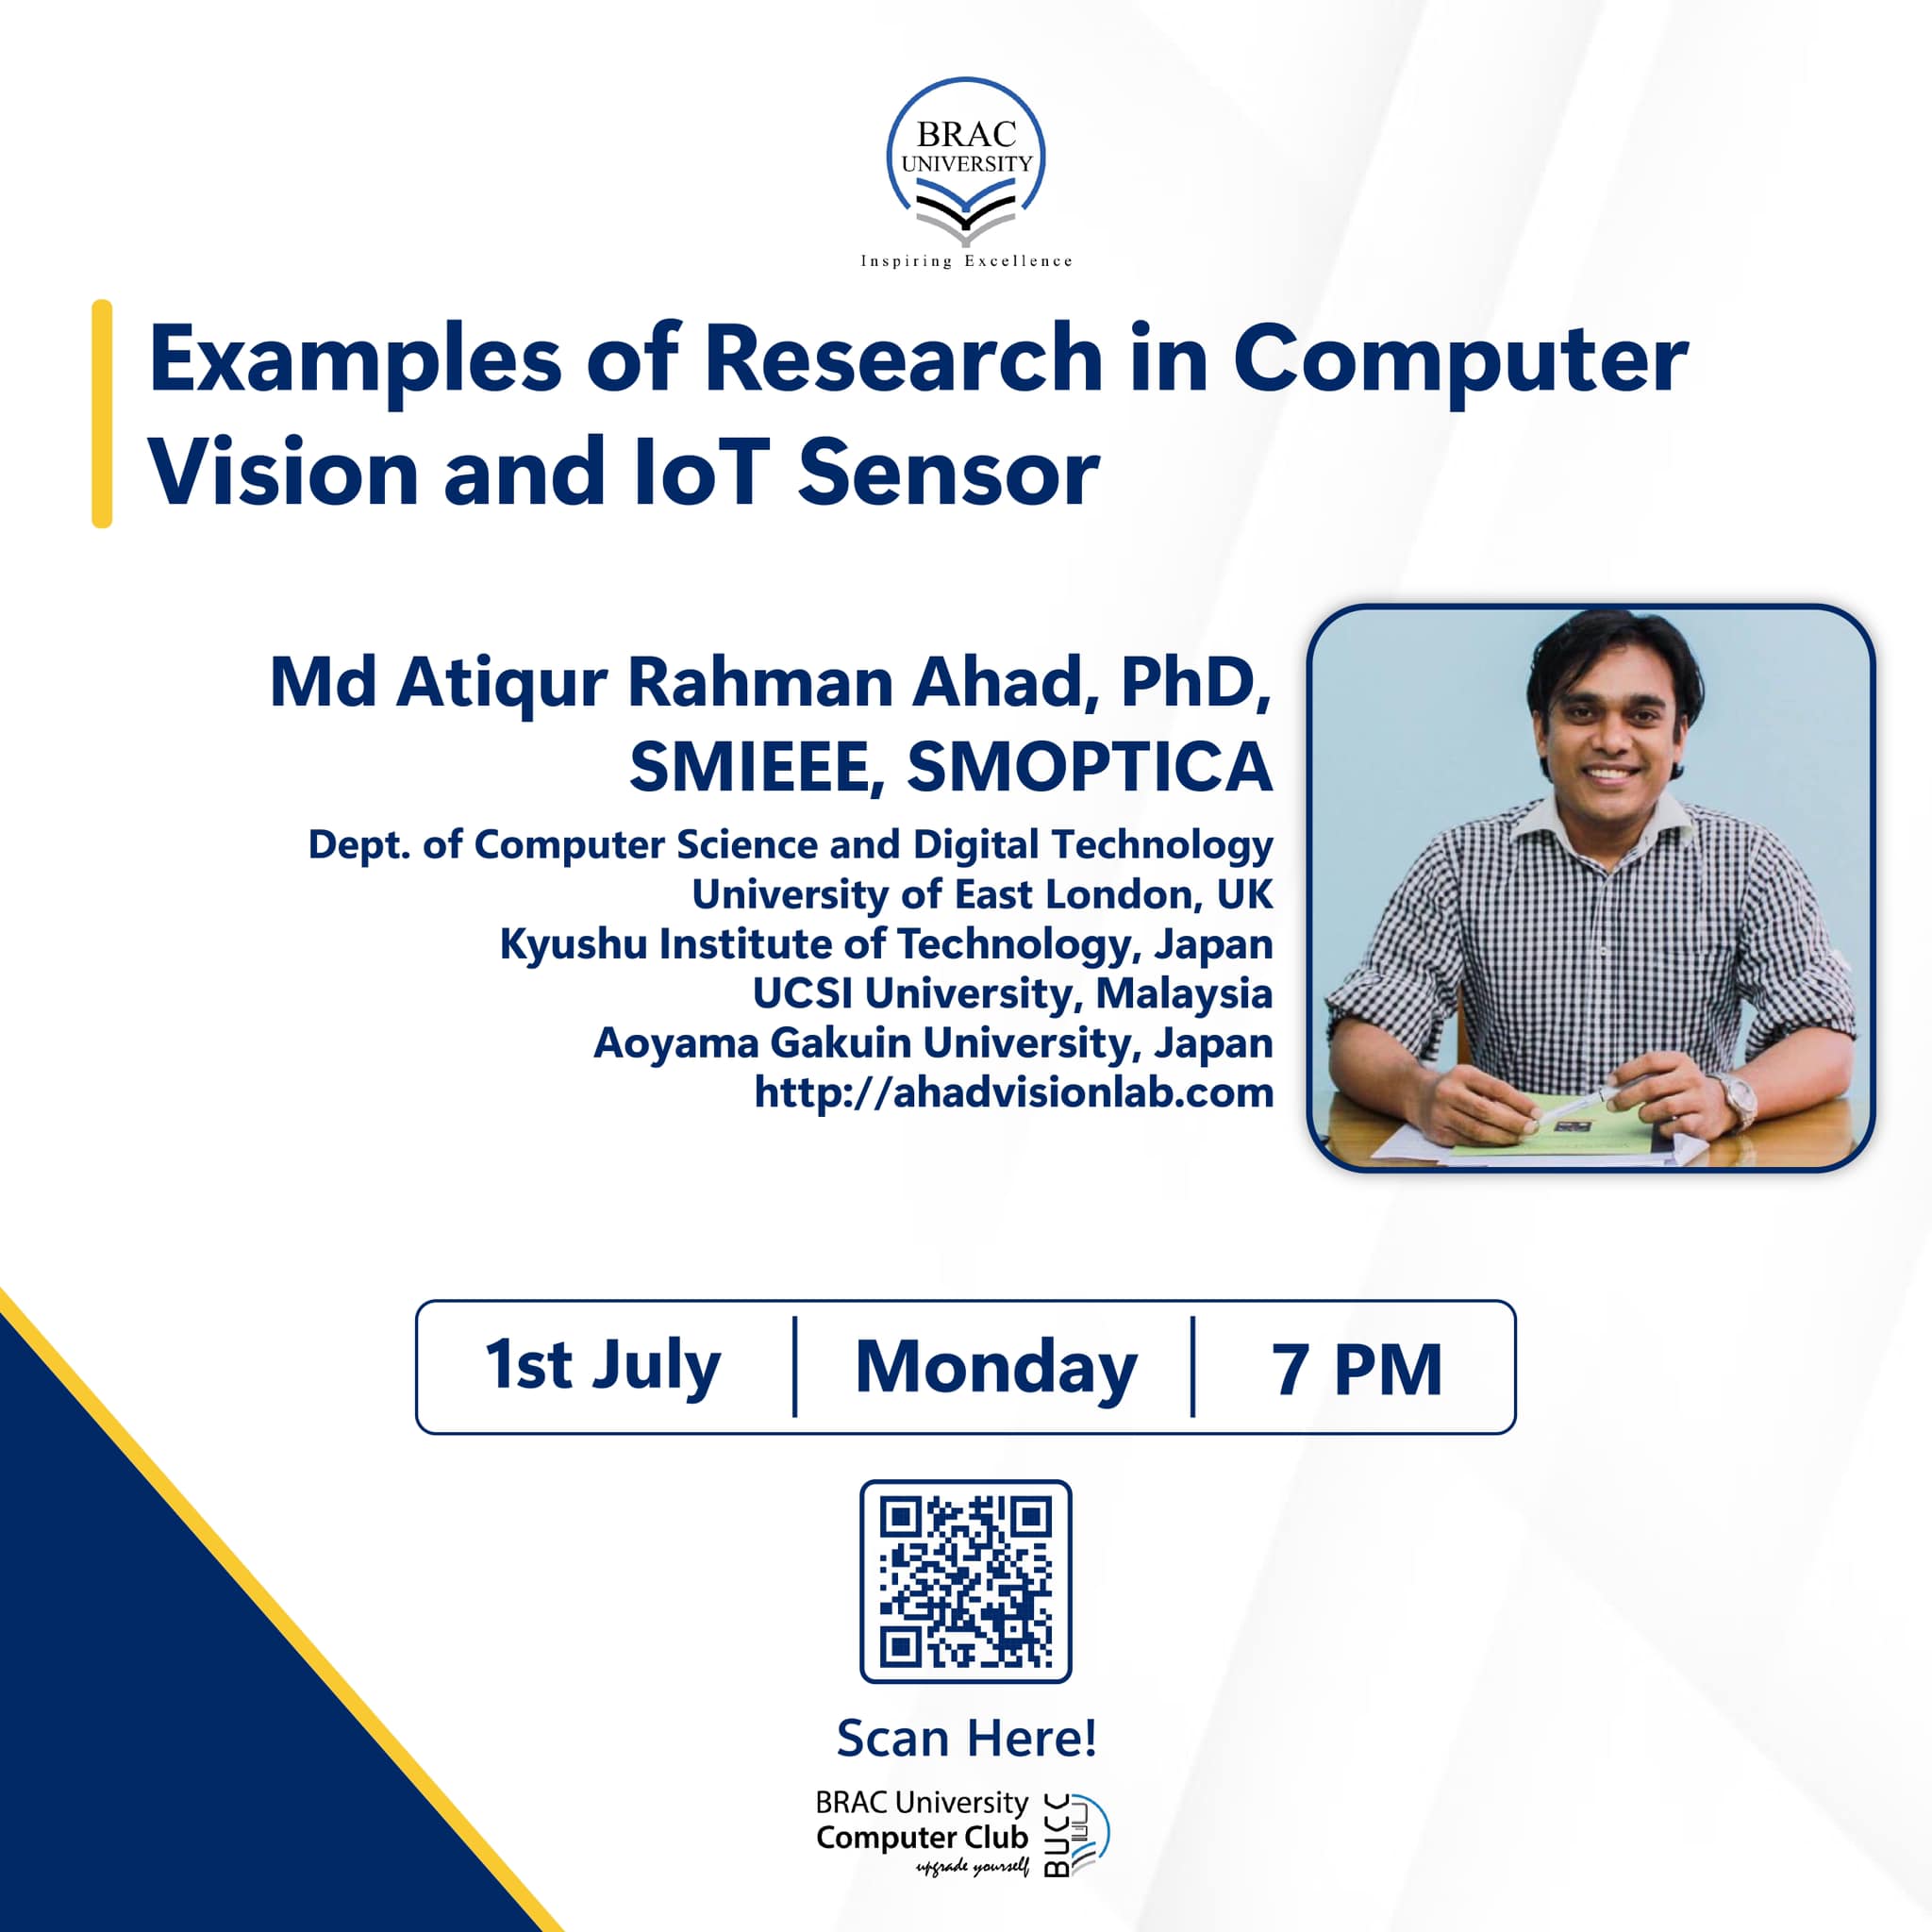 BRAC
UNIVERSITY
Inspiring Excellence
Examples of Research in Computer
Vision and IoT Sensor
Md Atiqur Rahman Ahad, PhD,
SMIEEE, SMOPTICA
Dept. of Computer Science and Digital Technology
University of East London, UK
Kyushu Institute of Technology, Japan
UCSI University, Malaysia
Aoyama Gakuin University, Japan
http://ahadvisionlab.com
1st July
Monday
7 PM
Scan Here!
BRAC University
Computer Club
upgrade yourself
BUCC